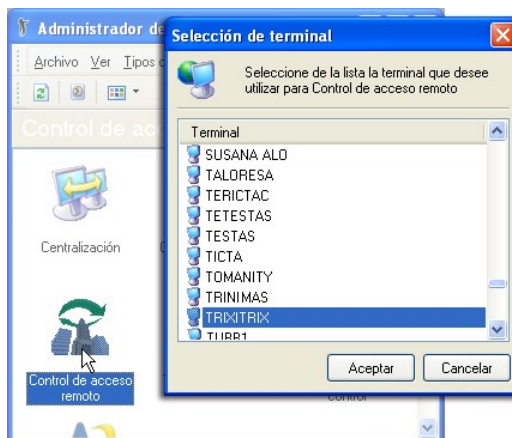 Administrador de
Archivo Ver Tipos
Control de
Centralización
Control de acceso
remoto
Selección de terminal
Seleccione de la lista la terminal que desee
utilizar para Control de acceso remoto
Terminal
SUSANA ALO
TALORESA
TERICTAC
TETESTAS
TESTAS
TICTA
TOMANITY
TRINIMAS
TRIXITRIX
TURR1
Aceptar Cancelar
control